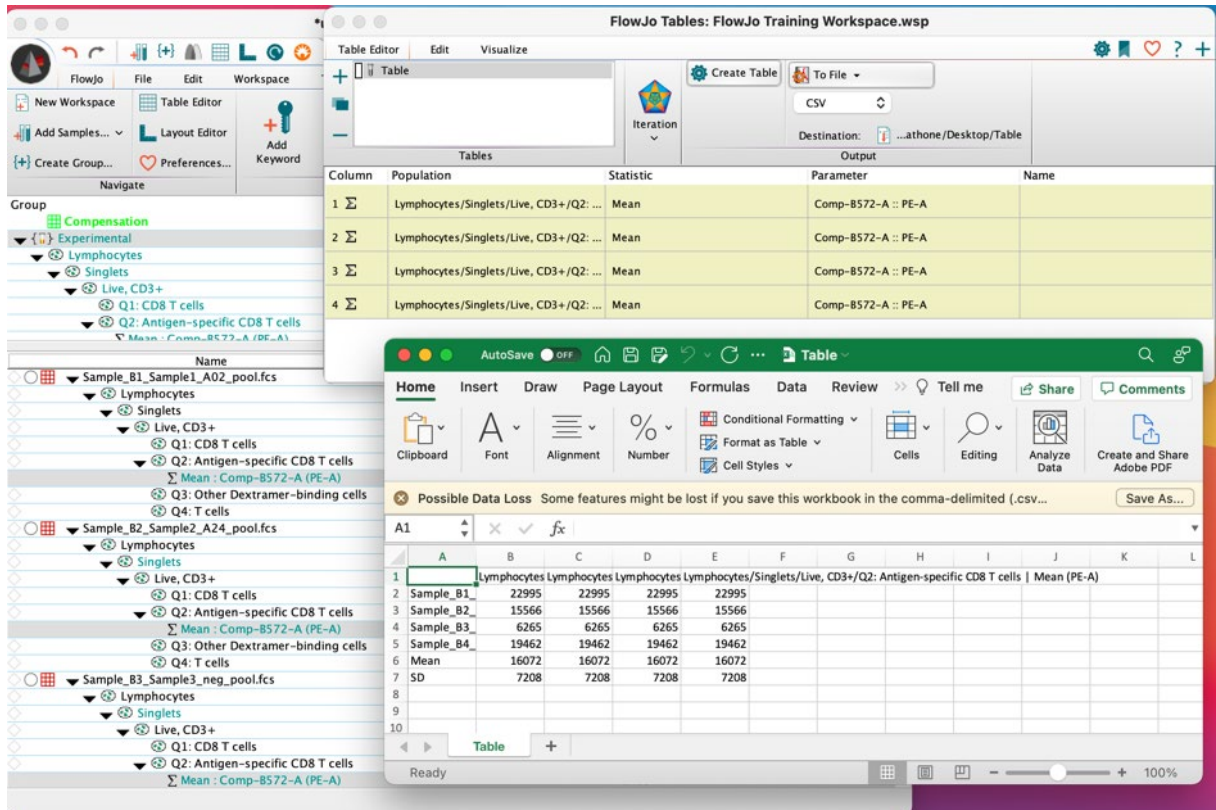 FlowJo Tables: FlowJo Training Workspace.wsp
FlowJo File Edit Workspace
New Workspace Table Editor
Add Samples... Layout Editor
Add Keyword
{+} Create Group... Preferences...
Navigate
Table Editor Edit Visualize
Table
Tables
Iteration
Create Table To File
CSV
Destination: ...athone/Desktop/Table
Output
Column Population Statistic Parameter Name
1 Σ Lymphocytes/Singlets/Live, CD3+/Q2: ... Mean Comp-B572-A :: PE-A
2 Σ Lymphocytes/Singlets/Live, CD3+/Q2: ... Mean Comp-B572-A :: PE-A
3 Σ Lymphocytes/Singlets/Live, CD3+/Q2: ... Mean Comp-B572-A :: PE-A
4 Σ Lymphocytes/Singlets/Live, CD3+/Q2: ... Mean Comp-B572-A :: PE-A
Group
Compensation
Experimental
Lymphocytes
Singlets
Live, CD3+
Q1: CD8 T cells
Q2: Antigen-specific CD8 T cells
Σ Mean : Comp-B572-A (PE-A)
Name
Sample_B1_Sample1_A02_pool.fcs
Lymphocytes
Singlets
Live, CD3+
Q1: CD8 T cells
Q2: Antigen-specific CD8 T cells
Σ Mean : Comp-B572-A (PE-A)
Q3: Other Dextramer-binding cells
Q4: T cells
Sample_B2_Sample2_A24_pool.fcs
Lymphocytes
Singlets
Live, CD3+
Q1: CD8 T cells
Q2: Antigen-specific CD8 T cells
Σ Mean : Comp-B572-A (PE-A)
Q3: Other Dextramer-binding cells
Q4: T cells
Sample_B3_Sample3_neg_pool.fcs
Lymphocytes
Singlets
Live, CD3+
Q1: CD8 T cells
Q2: Antigen-specific CD8 T cells
Σ Mean : Comp-B572-A (PE-A)
AutoSave OFF ... Table
Home Insert Draw Page Layout Formulas Data Review >> Tell me Share Comments
Clipboard Font Alignment Number
Conditional Formatting
Format as Table
Cell Styles
Cells Editing Analyze Data Create and Share Adobe PDF
Possible Data Loss Some features might be lost if you save this workbook in the comma-delimited (.csv... Save As...
A1 fx
A B C D E F G H I J K L
1 Lymphocytes Lymphocytes Lymphocytes Lymphocytes/Singlets/Live, CD3+/Q2: Antigen-specific CD8 T cells | Mean (PE-A)
2 Sample_B1_ 22995 22995 22995 22995
3 Sample_B2_ 15566 15566 15566 15566
4 Sample_B3_ 6265 6265 6265 6265
5 Sample_B4_ 19462 19462 19462 19462
6 Mean 16072 16072 16072 16072
7 SD 7208 7208 7208 7208
8
9
10
Table +
Ready 100%